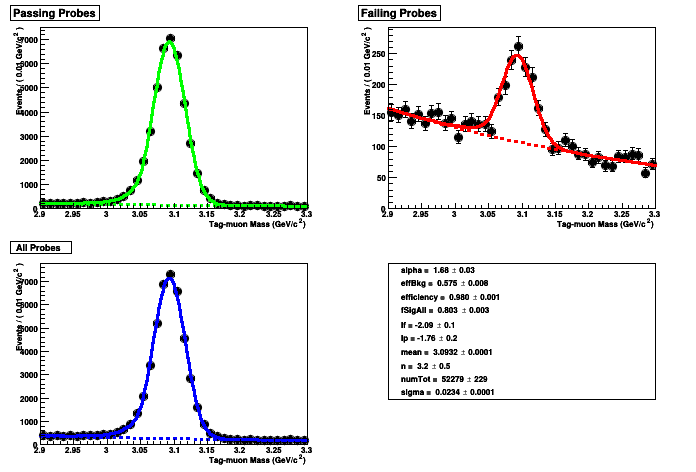 Passing Probes
Events / ( 0.01 GeV/c² )
7000
6000
5000
4000
3000
2000
1000
0
2.9 2.95 3 3.05 3.1 3.15 3.2 3.25 3.3
Tag-muon Mass (GeV/c²)
Failing Probes
Events / ( 0.01 GeV/c² )
250
200
150
100
50
0
2.9 2.95 3 3.05 3.1 3.15 3.2 3.25 3.3
Tag-muon Mass (GeV/c²)
All Probes
Events / ( 0.01 GeV/c² )
7000
6000
5000
4000
3000
2000
1000
0
2.9 2.95 3 3.05 3.1 3.15 3.2 3.25 3.3
Tag-muon Mass (GeV/c²)
alpha = 1.68 ± 0.03
effBkg = 0.575 ± 0.008
efficiency = 0.980 ± 0.001
fSigAll = 0.803 ± 0.003
lf = -2.09 ± 0.1
lp = -1.76 ± 0.2
mean = 3.0932 ± 0.0001
n = 3.2 ± 0.5
numTot = 52279 ± 229
sigma = 0.0234 ± 0.0001